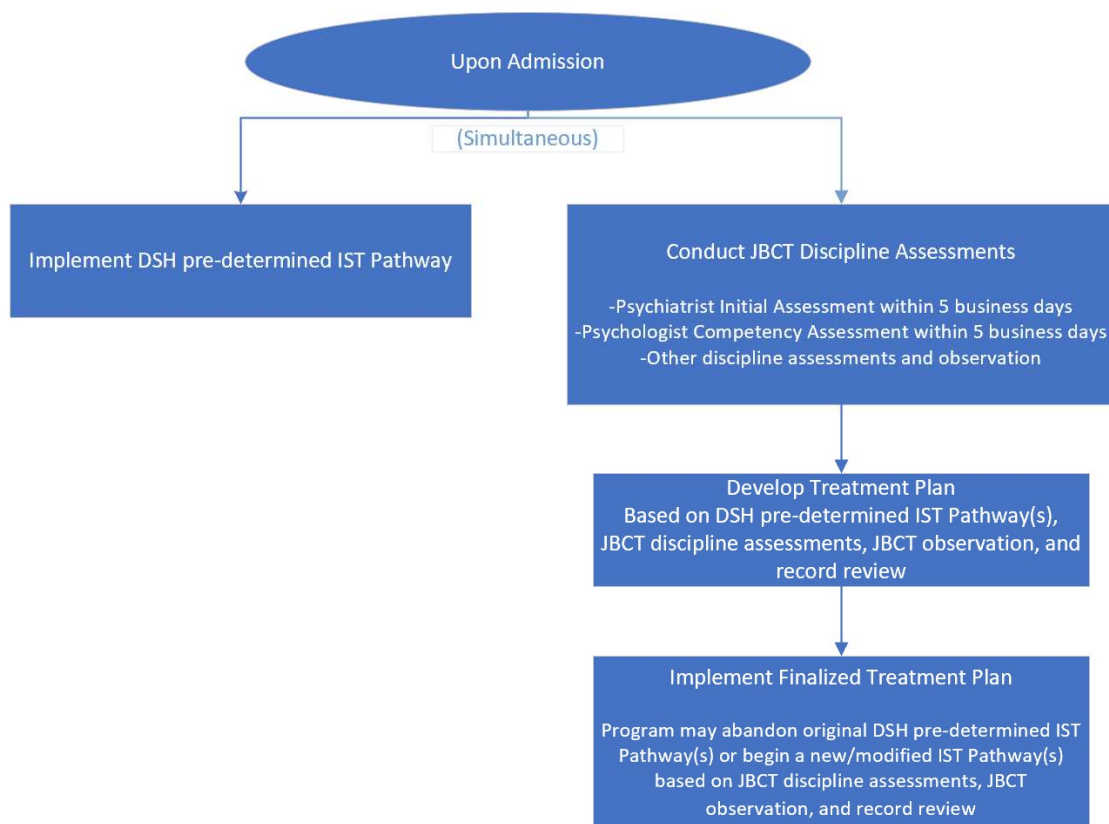 Upon Admission
(Simultaneous)
Implement DSH pre-determined IST Pathway
Conduct JBCT Discipline Assessments
-Psychiatrist Initial Assessment within 5 business days
-Psychologist Competency Assessment within 5 business days
-Other discipline assessments and observation
Develop Treatment Plan
Based on DSH pre-determined IST Pathway(s),
JBCT discipline assessments, JBCT observation, and
record review
Implement Finalized Treatment Plan
Program may abandon original DSH pre-determined IST
Pathway(s) or begin a new/modified IST Pathway(s)
based on JBCT discipline assessments, JBCT
observation, and record review